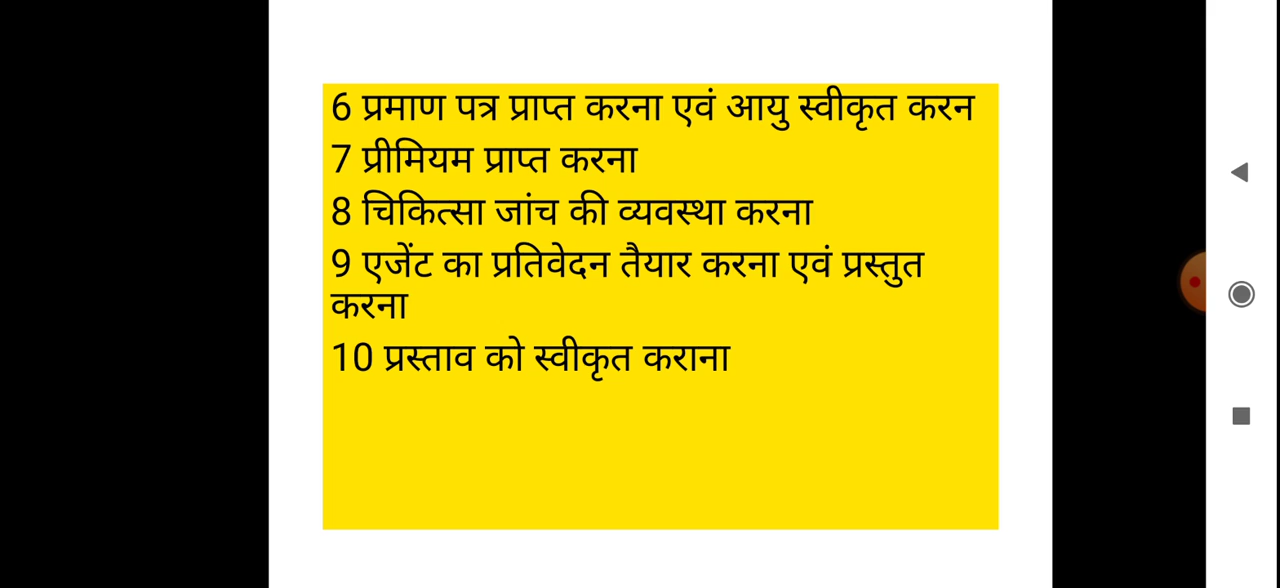 6 प्रमाण पत्र प्राप्त करना एवं आयु स्वीकृत करन
7 प्रीमियम प्राप्त करना
8 चिकित्सा जांच की व्यवस्था करना
9 एजेंट का प्रतिवेदन तैयार करना एवं प्रस्तुत
करना
10 प्रस्ताव को स्वीकृत कराना